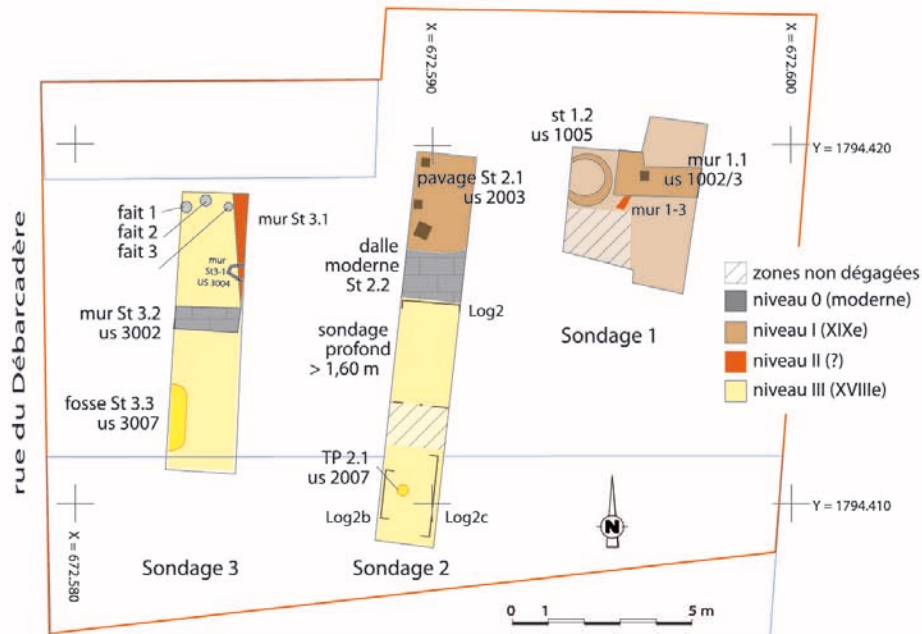 X = 672.590
X = 672.600
st 1.2
us 1005
mur 1.1
us 1002/3
mur 1-3
Y = 1794.420
pavage St 2.1
us 2003
fait 1
fait 2
fait 3
mur St 3.1
mur
St3-1
US 3004
dalle
moderne
St 2.2
Log2
mur St 3.2
us 3002
sondage
profond
> 1,60 m
Sondage 1
zones non dégagées
niveau 0 (moderne)
niveau I (XIXe)
niveau II (?)
niveau III (XVIIIe)
rue du Débarcadère
fosse St 3.3
us 3007
TP 2.1
us 2007
Log2b
Log2c
N
Y = 1794.410
X = 672.580
Sondage 3
Sondage 2
0 1 5 m